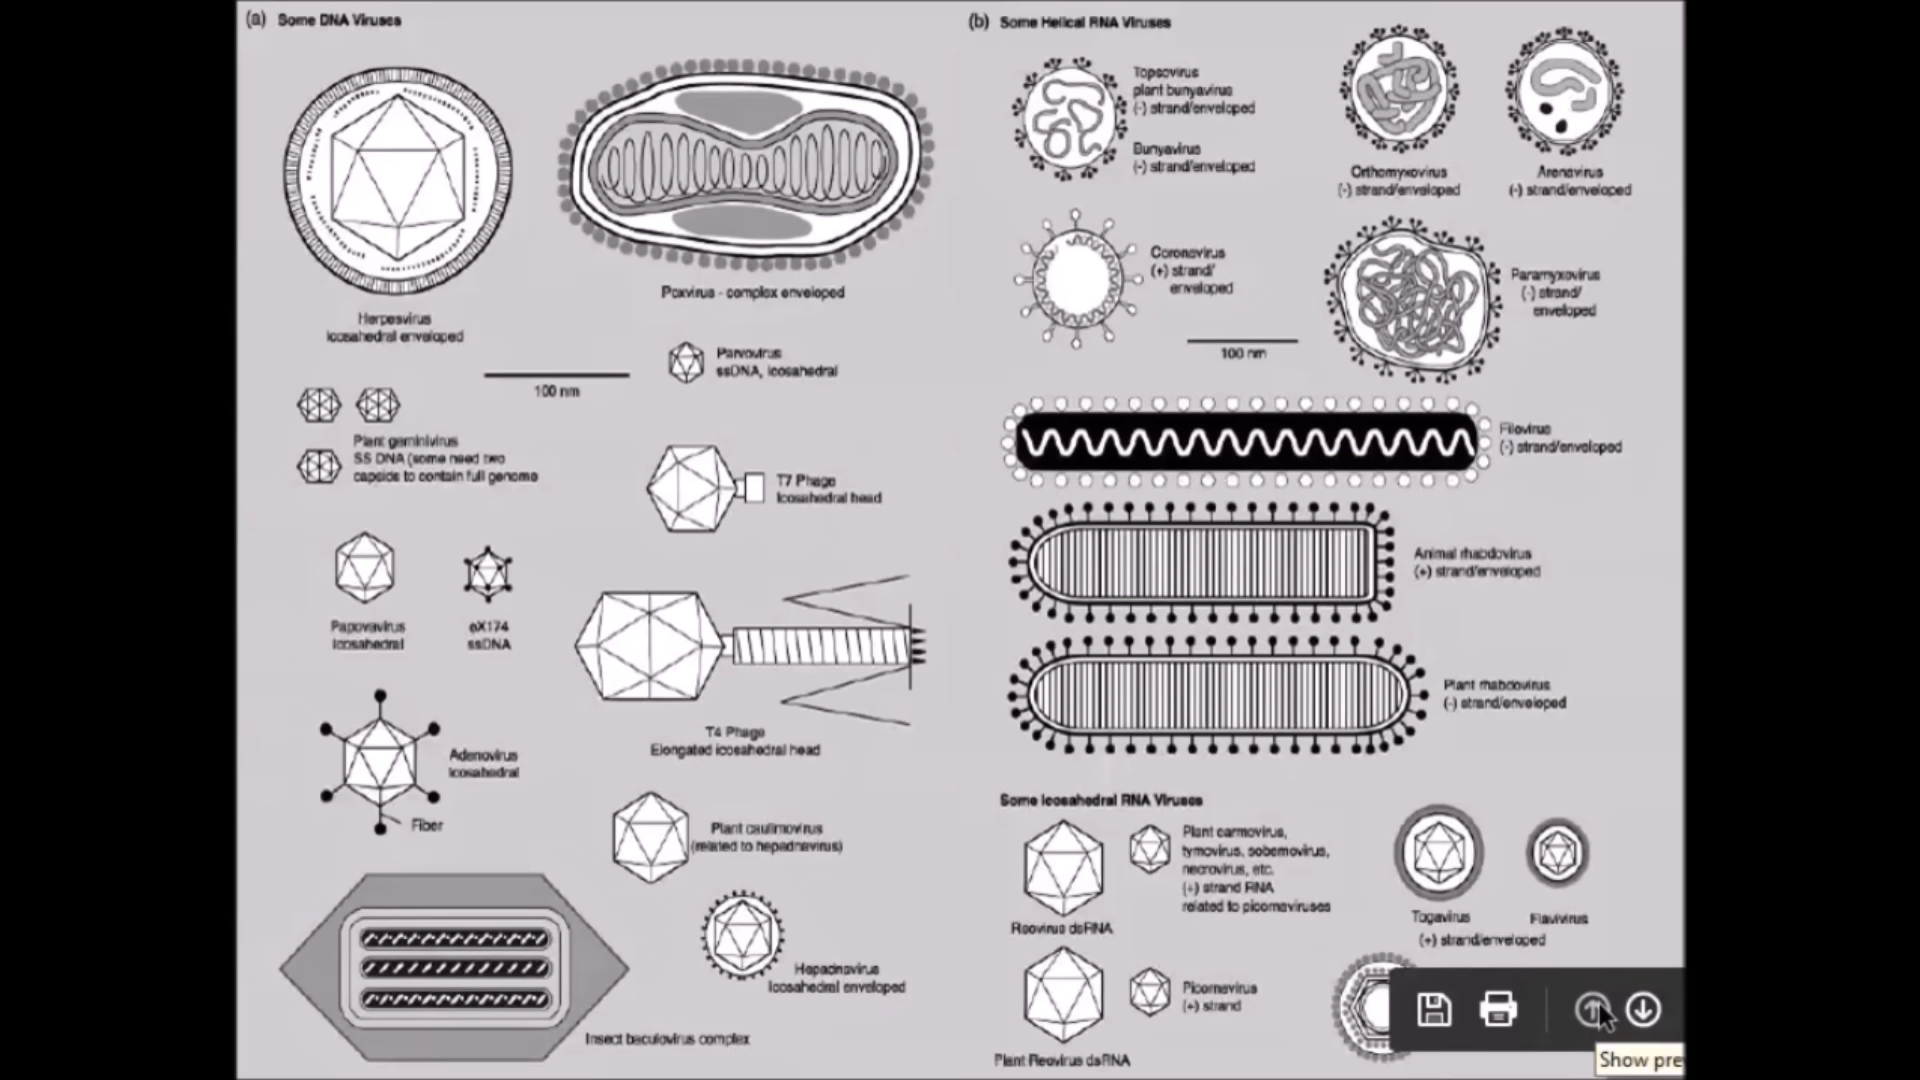 (a) Some DNA Viruses
Herpesvirus
Icosahedral enveloped
Poxvirus - complex enveloped
100 nm
Parvovirus
ssDNA, icosahedral
Plant geminivirus
SS DNA (some need two
capsids to contain full genome
T7 Phage
Icosahedral head
Papovavirus
Icosahedral
øX174
ssDNA
T4 Phage
Elongated icosahedral head
Adenovirus
Icosahedral
Fiber
Plant caulimovirus
(related to hepadnavirus)
Hepadnavirus
Icosahedral enveloped
Insect baculovirus complex
(b) Some Helical RNA Viruses
Topsovirus
plant bunyavirus
(-) strand/enveloped
Bunyavirus
(-) strand/enveloped
Orthomyxovirus
(-) strand/enveloped
Arenavirus
(-) strand/enveloped
Coronavirus
(+) strand/
enveloped
100 nm
Paramyxovirus
(-) strand/
enveloped
Filovirus
(-) strand/enveloped
Animal rhabdovirus
(+) strand/enveloped
Plant rhabdovirus
(-) strand/enveloped
Some Icosahedral RNA Viruses
Reovirus dsRNA
Plant carmovirus,
tymovirus, sobemovirus,
necrovirus, etc.
(+) strand RNA
related to picornaviruses
Togavirus
Flavivirus
(+) strand/enveloped
Plant Reovirus dsRNA
Picornavirus
(+) strand
Show pre